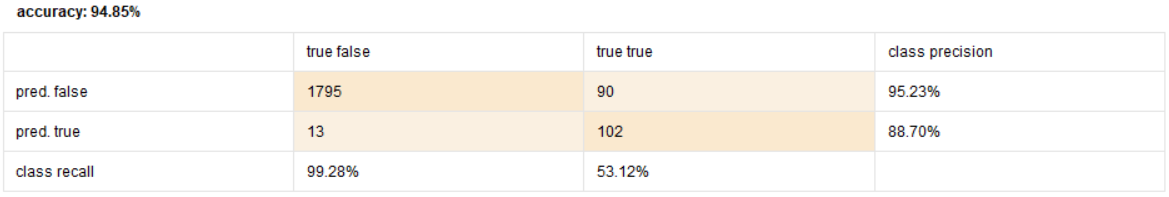 accuracy: 94.85%
true false true true class precision
pred. false 1795 90 95.23%
pred. true 13 102 88.70%
class recall 99.28% 53.12%